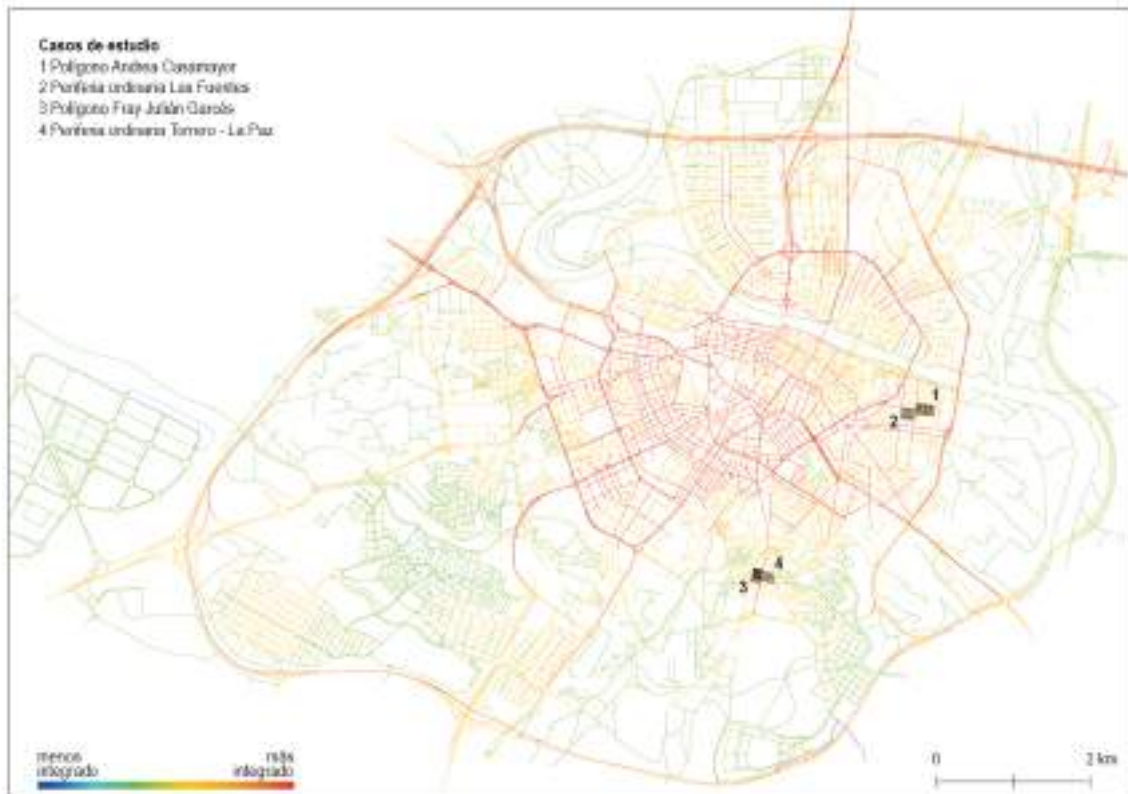 Casos de estudio
1 Polígono Andrea Casamayor
2 Periferia ordinaria Las Fuentes
3 Polígono Fray Julián Garcés
4 Periferia ordinaria Torrero - La Paz
1
2
4
3
menos integrado
más integrado
0 2 km